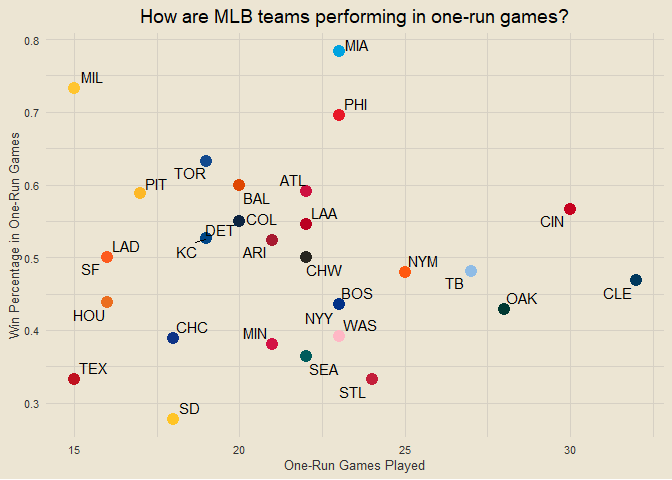 How are MLB teams performing in one-run games?
0.8
MIA
MIL
PHI
0.7
TOR
PIT
BAL
ATL
0.6
LAA
COL
DET
CIN
KC
ARI
LAD
SF
CHW
NYM
TB
0.5
BOS
OAK
CLE
HOU
NYY
WAS
CHC
MIN
0.4
SEA
TEX
STL
SD
0.3
15
20
25
30
One-Run Games Played
Win Percentage in One-Run Games